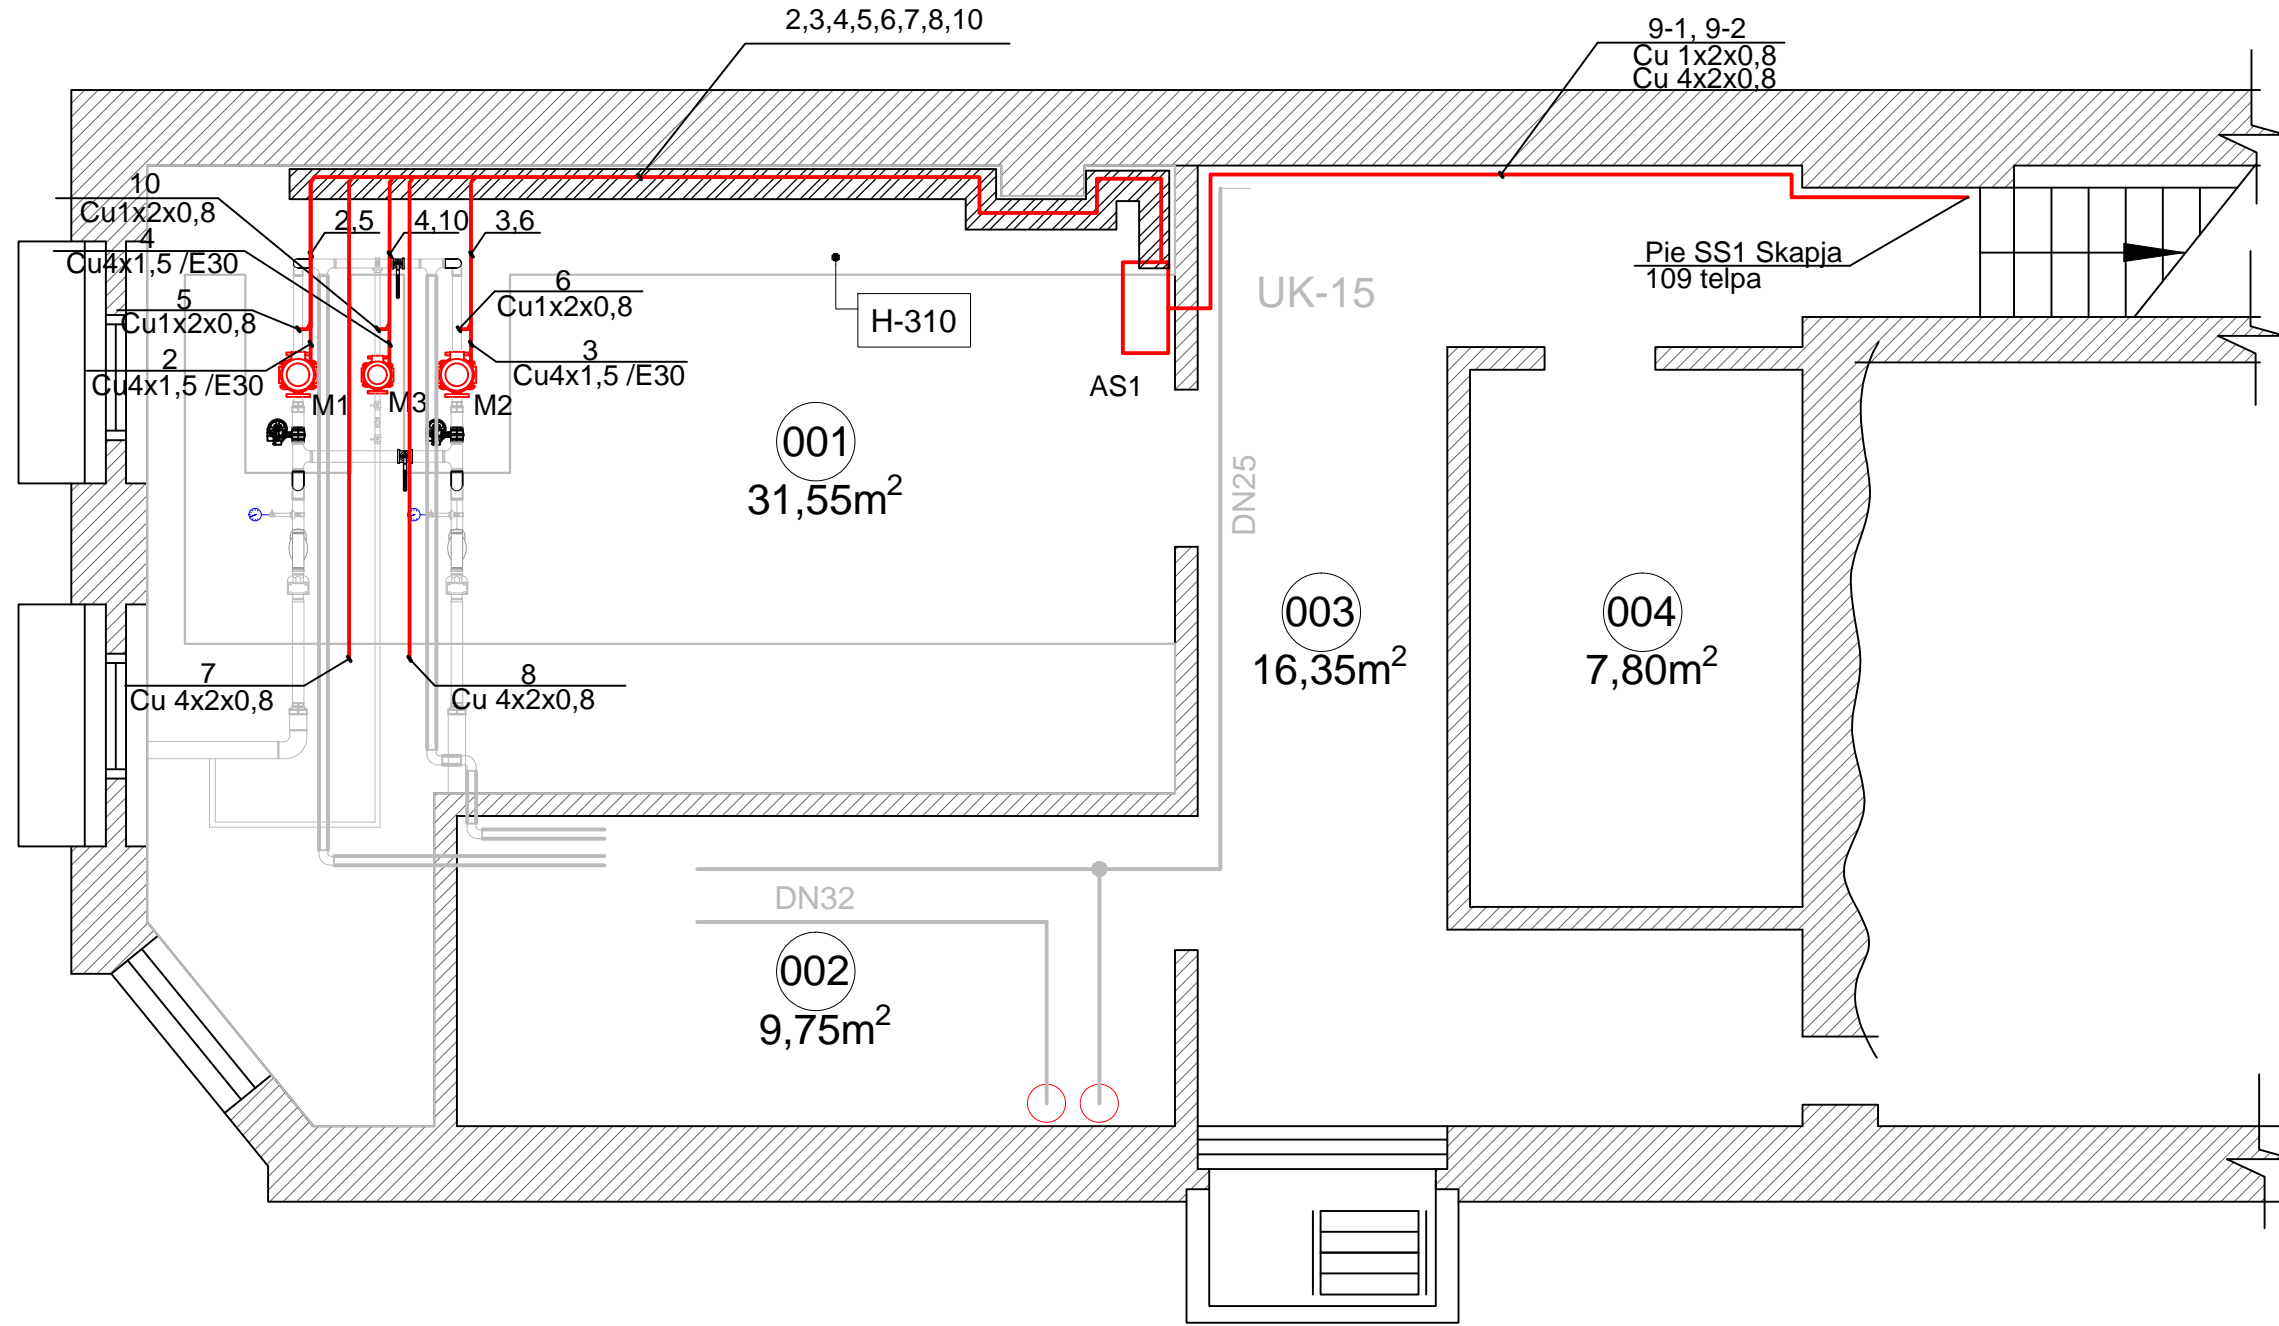 2,3,4,5,6,7,8,10
9-1, 9-2
Cu 1x2x0,8
Cu 4x2x0,8
10
Cu1x2x0,8
4
Cu4x1,5 /E30
5
Cu1x2x0,8
2
Cu4x1,5 /E30
2,5
4,10
3,6
6
Cu1x2x0,8
3
Cu4x1,5 /E30
M1
M3
M2
H-310
AS1
UK-15
Pie SS1 Skapja
109 telpa
001
31,55m²
DN25
003
16,35m²
004
7,80m²
7
Cu 4x2x0,8
8
Cu 4x2x0,8
DN32
002
9,75m²